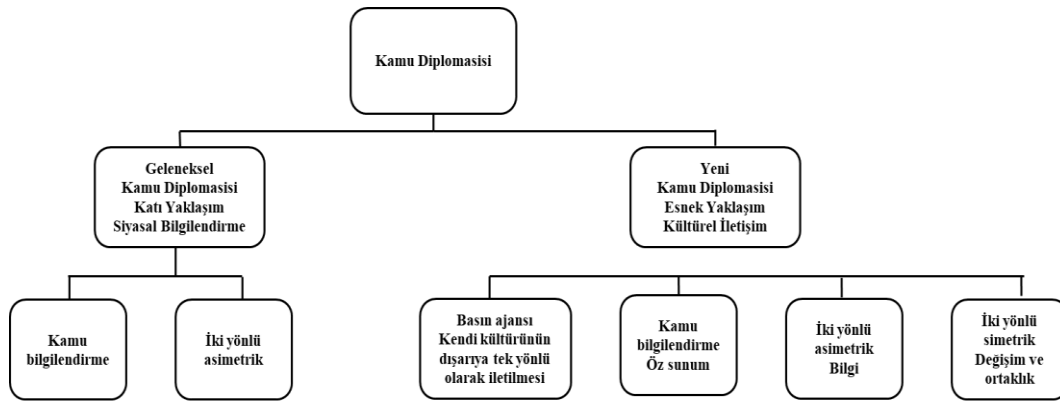 Kamu Diplomasisi
Geleneksel
Kamu Diplomasisi
Katı Yaklaşım
Siyasal Bilgilendirme
Yeni
Kamu Diplomasisi
Esnek Yaklaşım
Kültürel İletişim
Kamu
bilgilendirme
İki yönlü
asimetrik
Basın ajansı
Kendi kültürünün
dışarıya tek yönlü
olarak iletilmesi
Kamu
bilgilendirme
Öz sunum
İki yönlü
asimetrik
Bilgi
İki yönlü
simetrik
Değişim ve
ortaklık